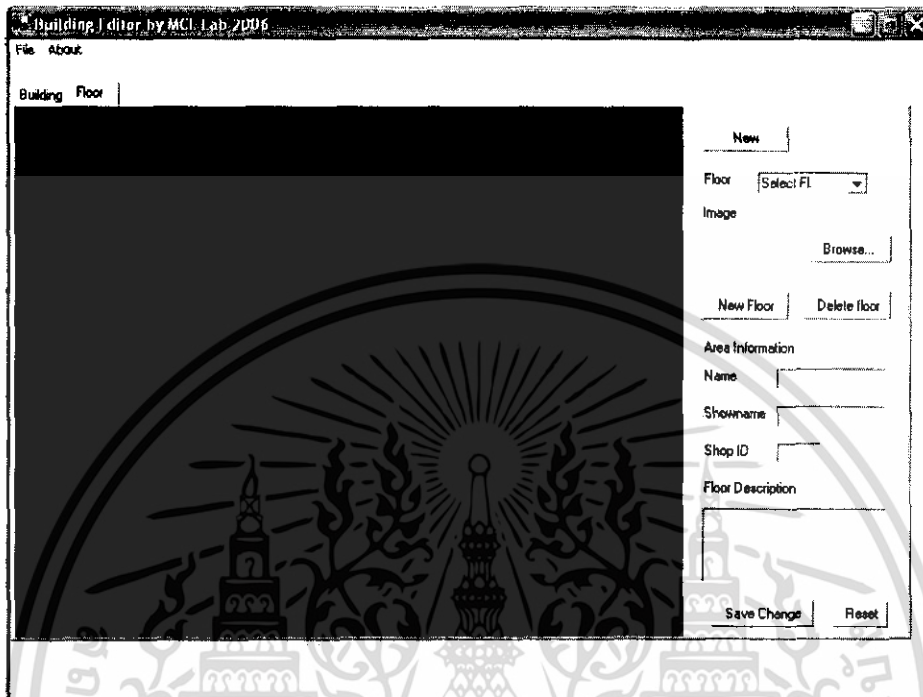 Building Editor by MCL Lab 2006
File About
Building Floor
New
Floor Select Fl.
Image
Browse...
New Floor Delete floor
Area Information
Name
Showname
Shop ID
Floor Description
Save Change Reset